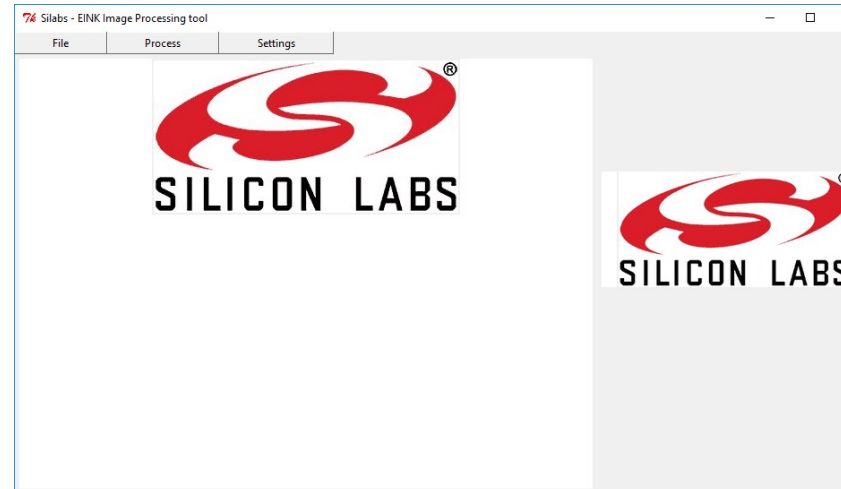 Silabs - EINK Image Processing tool
File Process Settings
®
SILICON LABS
SILICON LABS